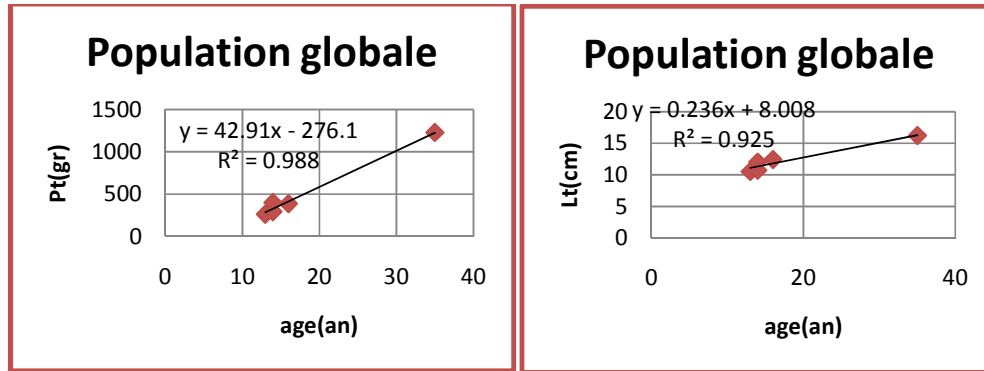 Population globale
1500
y = 42.91x - 276.1
R² = 0.988
1000
500
0
Pt(gr)
0 10 20 30 40
age(an)
Population globale
20
y = 0.236x + 8.008
R² = 0.925
15
10
5
0
Lt(cm)
0 20 40
age(an)